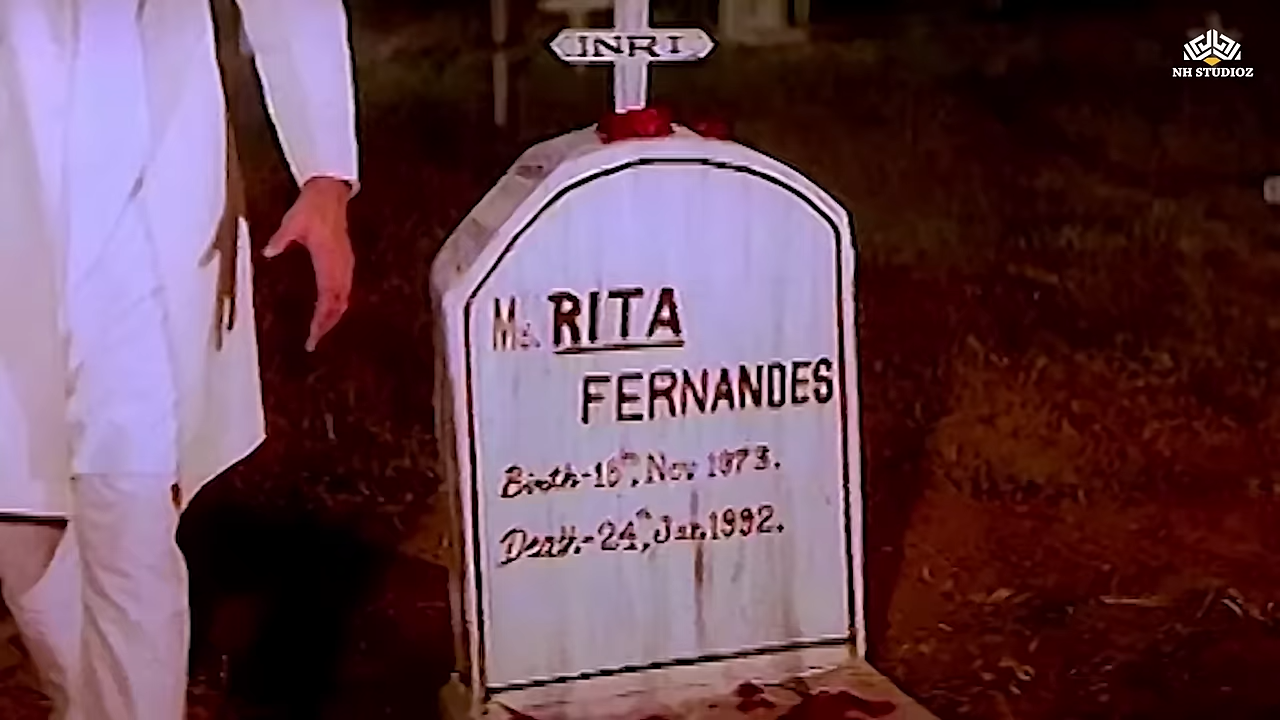 INRI
NH STUDIOZ
Ms. RITA
FERNANDES
Birth-16th, Nov 1973.
Death-24th, Jan. 1992.